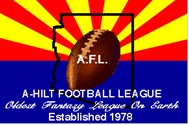 A.F.L.
A-HILT FOOTBALL LEAGUE
Oldest Fantasy League On Earth
Established 1978